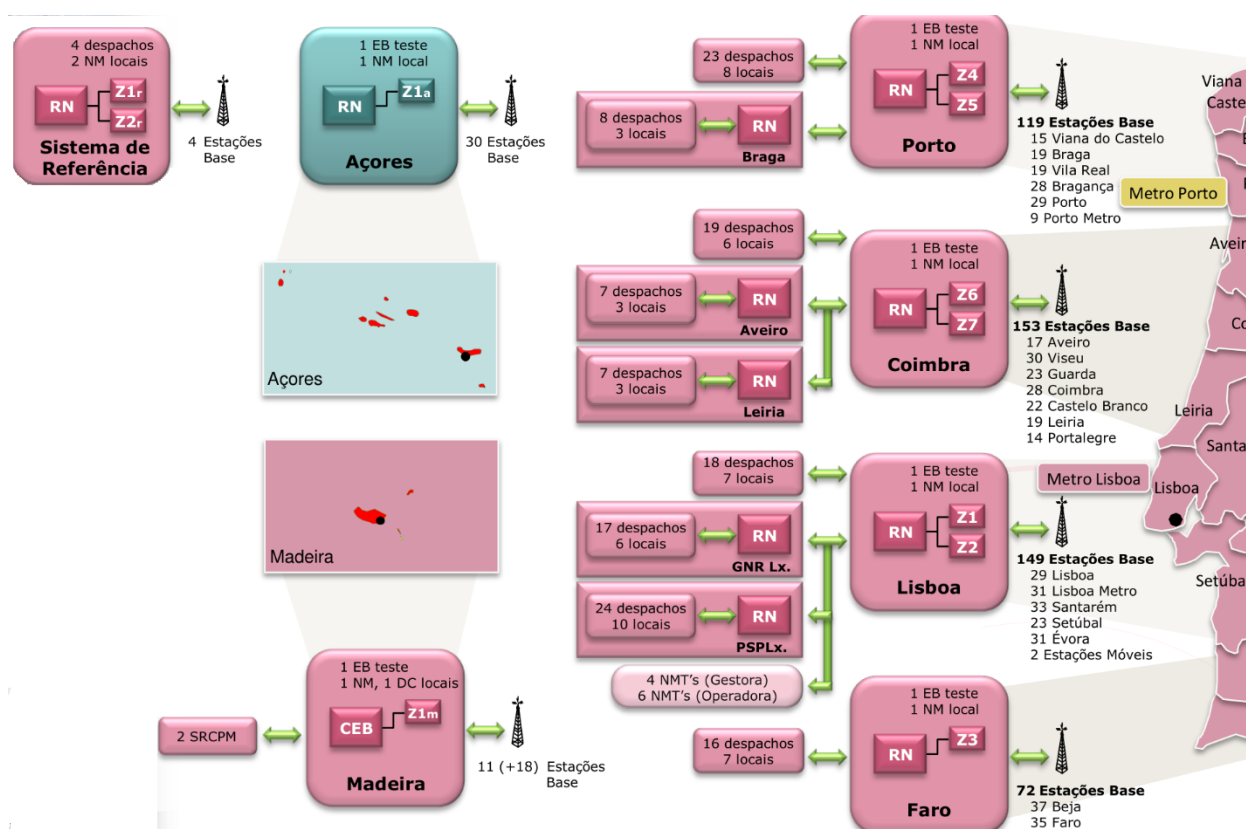 4 despachos
2 NM locais
RN
Z1r
Z2r
Sistema de
Referência
4 Estações
Base
1 EB teste
1 NM local
RN
Z1a
Açores
30 Estações
Base
Açores
Madeira
1 EB teste
1 NM, 1 DC locais
CEB
Z1m
Madeira
2 SRCPM
11 (+18) Estações
Base
23 despachos
8 locais
8 despachos
3 locais
RN
Braga
1 EB teste
1 NM local
RN
Z4
Z5
Porto
119 Estações Base
15 Viana do Castelo
19 Braga
19 Vila Real
28 Bragança
29 Porto
9 Porto Metro
19 despachos
6 locais
7 despachos
3 locais
RN
Aveiro
7 despachos
3 locais
RN
Leiria
1 EB teste
1 NM local
RN
Z6
Z7
Coimbra
153 Estações Base
17 Aveiro
30 Viseu
23 Guarda
28 Coimbra
22 Castelo Branco
19 Leiria
14 Portalegre
18 despachos
7 locais
17 despachos
6 locais
RN
GNR Lx.
24 despachos
10 locais
RN
PSPLx.
4 NMT's (Gestora)
6 NMT's (Operadora)
1 EB teste
1 NM local
RN
Z1
Z2
Lisboa
149 Estações Base
29 Lisboa
31 Lisboa Metro
33 Santarém
23 Setúbal
31 Évora
2 Estações Móveis
16 despachos
7 locais
1 EB teste
1 NM local
RN
Z3
Faro
72 Estações Base
37 Beja
35 Faro
Viana
Caste
Metro Porto
Aveir
Co
Leiria
Santa
Metro Lisboa
Lisboa
Setúba